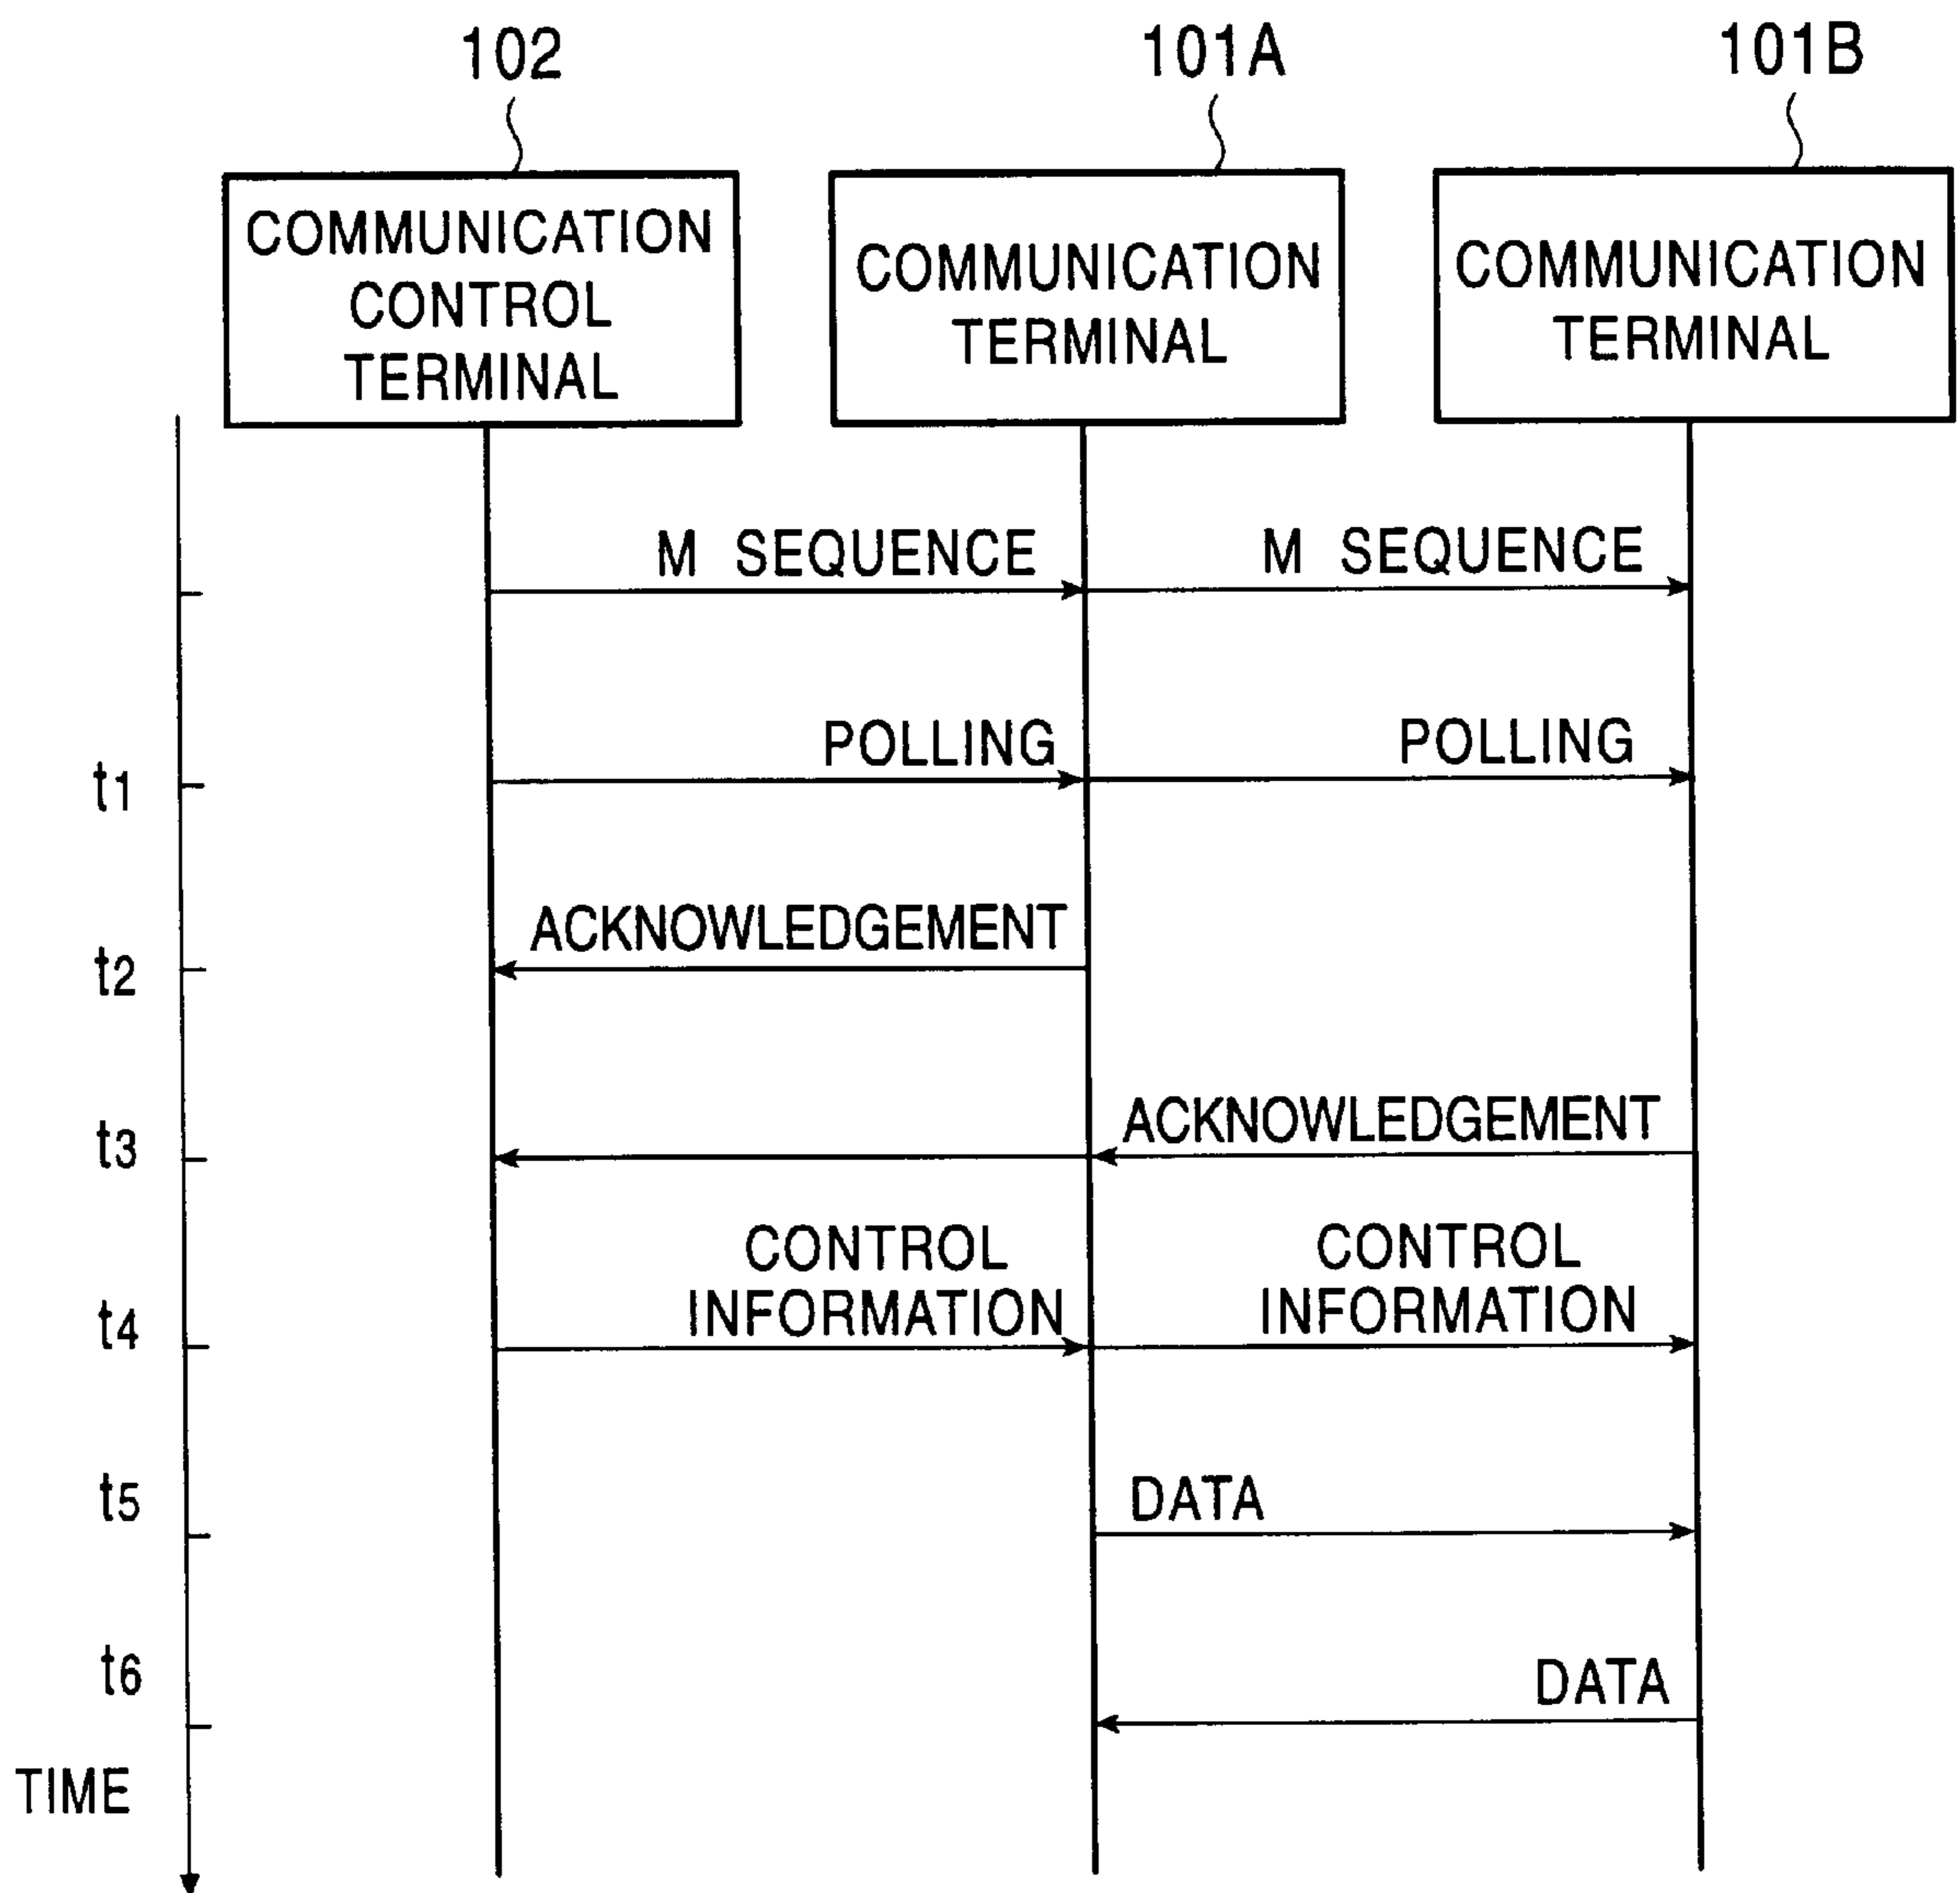 102
101A
101B
COMMUNICATION
CONTROL
TERMINAL
COMMUNICATION
TERMINAL
COMMUNICATION
TERMINAL
M SEQUENCE
M SEQUENCE
POLLING
POLLING
t1
ACKNOWLEDGEMENT
t2
ACKNOWLEDGEMENT
t3
CONTROL
INFORMATION
CONTROL
INFORMATION
t4
DATA
t5
DATA
t6
TIME